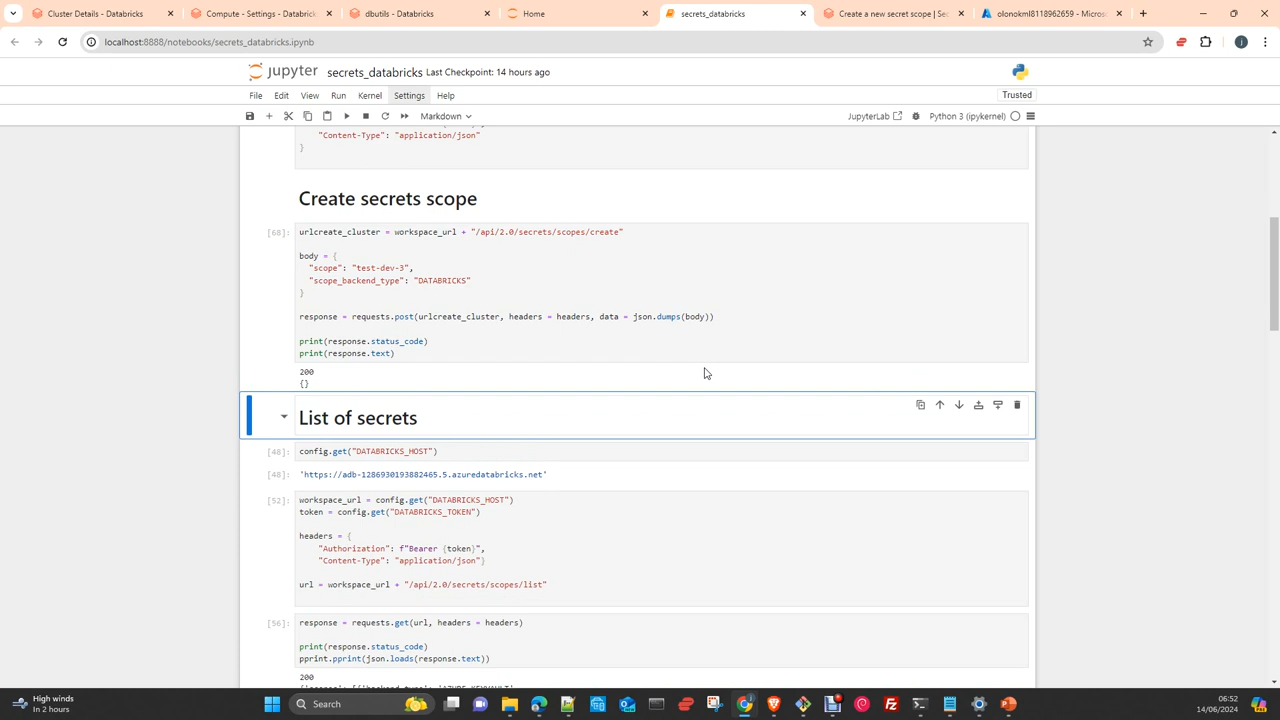 Cluster Details - Databricks
Compute - Settings - Databrick
dbutils - Databricks
Home
secrets_databricks
Create a new secret scope | Sec
olonokml8118962659 - Microso
localhost:8888/notebooks/secrets_databricks.ipynb
jupyter secrets_databricks Last Checkpoint: 14 hours ago
File Edit View Run Kernel Settings Help
Trusted
Markdown
JupyterLab
Python 3 (ipykernel)
"Content-Type": "application/json"
}
Create secrets scope
[68]:
urlcreate_cluster = workspace_url + "/api/2.0/secrets/scopes/create"
body = {
"scope": "test-dev-3",
"scope_backend_type": "DATABRICKS"
}
response = requests.post(urlcreate_cluster, headers = headers, data = json.dumps(body))
print(response.status_code)
print(response.text)
200
{}
List of secrets
[48]: config.get("DATABRICKS_HOST")
[48]: 'https://adb-1286930193882465.5.azuredatabricks.net'
[52]: workspace_url = config.get("DATABRICKS_HOST")
token = config.get("DATABRICKS_TOKEN")
headers = {
"Authorization": f"Bearer {token}",
"Content-Type": "application/json"}
url = workspace_url + "/api/2.0/secrets/scopes/list"
[56]: response = requests.get(url, headers = headers)
print(response.status_code)
pprint.pprint(json.loads(response.text))
200
High winds
In 2 hours
Search
06:52
14/06/2024